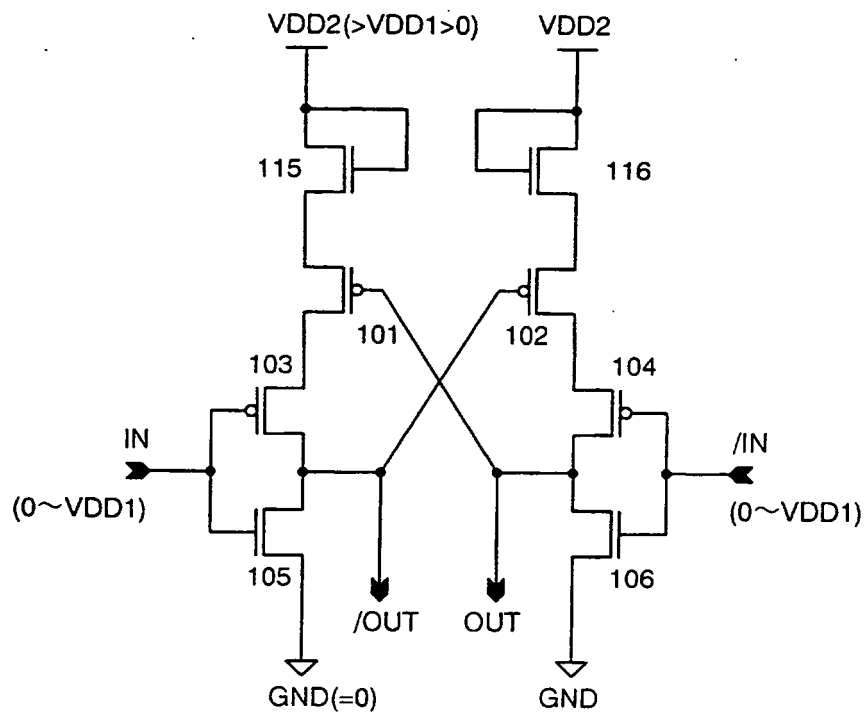 VDD2(>VDD1>0) VDD2
115 116
101 102
103 104
IN /IN
(0～VDD1) (0～VDD1)
105 106
/OUT OUT
GND(=0) GND